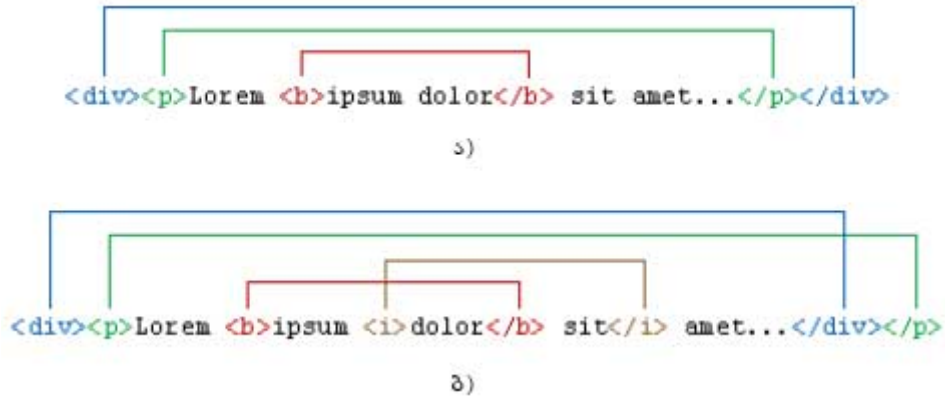 <div><p>Lorem <b>ipsum dolor</b> sit amet...</p></div>
ა)
<div><p>Lorem <b>ipsum <i>dolor</b> sit</i> amet...</div></p>
ბ)